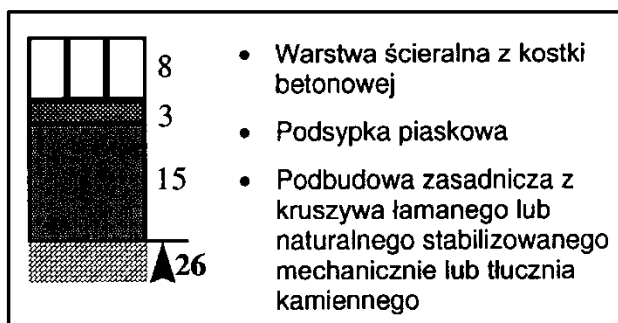 8
3
15
26
• Warstwa ścieralna z kostki
betonowej
• Podsypka piaskowa
• Podbudowa zasadnicza z
kruszywa łamanego lub
naturalnego stabilizowanego
mechanicznie lub tłucznia
kamiennego